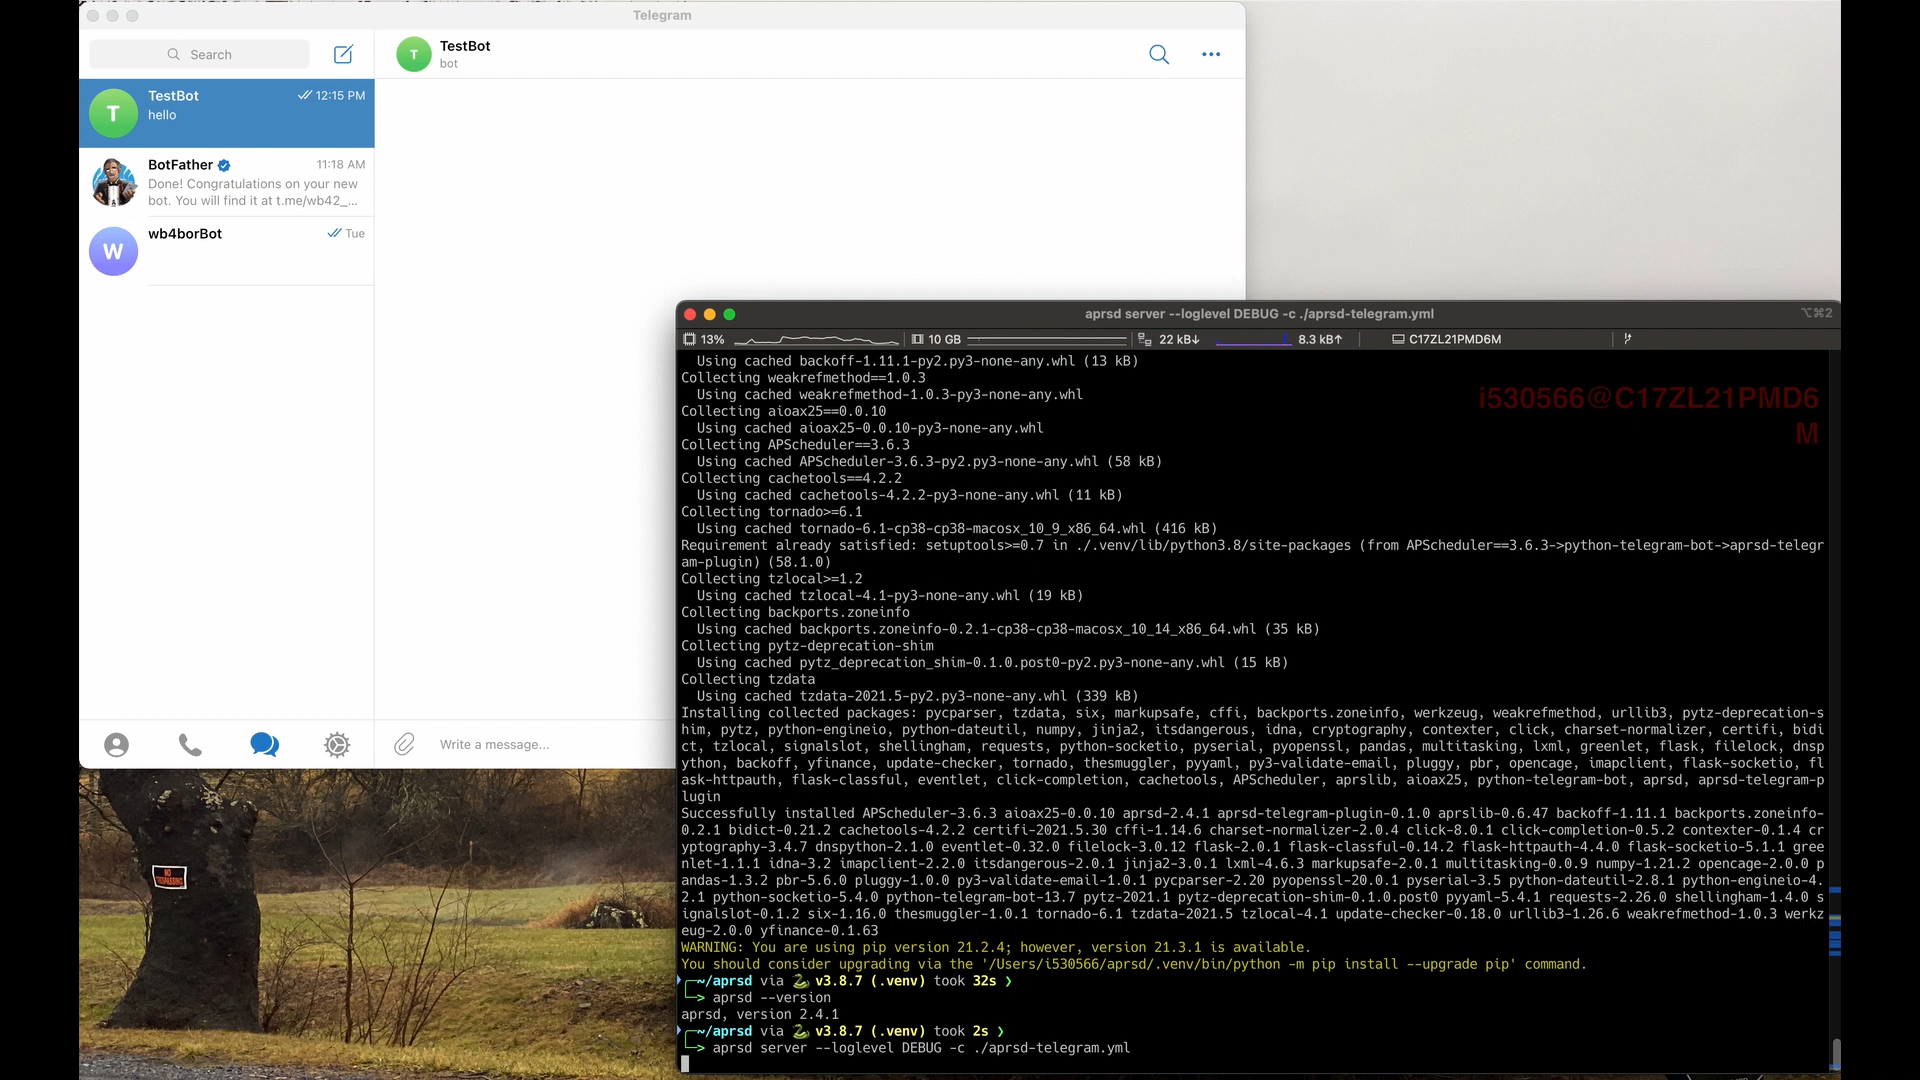 Telegram
Search
TestBot
bot
TestBot
12:15 PM
hello
BotFather
11:18 AM
Done! Congratulations on your new
bot. You will find it at t.me/wb42_...
wb4borBot
Tue
Write a message...
aprsd server --loglevel DEBUG -c ./aprsd-telegram.yml
⌥⌘2
13%
10 GB
22 kB↓
8.3 kB↑
C17ZL21PMD6M
i530566@C17ZL21PMD6
M
Using cached backoff-1.11.1-py2.py3-none-any.whl (13 kB)
Collecting weakrefmethod==1.0.3
Using cached weakrefmethod-1.0.3-py3-none-any.whl
Collecting aioax25==0.0.10
Using cached aioax25-0.0.10-py3-none-any.whl
Collecting APScheduler==3.6.3
Using cached APScheduler-3.6.3-py2.py3-none-any.whl (58 kB)
Collecting cachetools==4.2.2
Using cached cachetools-4.2.2-py3-none-any.whl (11 kB)
Collecting tornado>=6.1
Using cached tornado-6.1-cp38-cp38-macosx_10_9_x86_64.whl (416 kB)
Requirement already satisfied: setuptools>=0.7 in ./.venv/lib/python3.8/site-packages (from APScheduler==3.6.3->python-telegram-bot->aprsd-telegr
am-plugin) (58.1.0)
Collecting tzlocal>=1.2
Using cached tzlocal-4.1-py3-none-any.whl (19 kB)
Collecting backports.zoneinfo
Using cached backports.zoneinfo-0.2.1-cp38-cp38-macosx_10_14_x86_64.whl (35 kB)
Collecting pytz-deprecation-shim
Using cached pytz_deprecation_shim-0.1.0.post0-py2.py3-none-any.whl (15 kB)
Collecting tzdata
Using cached tzdata-2021.5-py2.py3-none-any.whl (339 kB)
Installing collected packages: pycparser, tzdata, six, markupsafe, cffi, backports.zoneinfo, werkzeug, weakrefmethod, urllib3, pytz-deprecation-s
him, pytz, python-engineio, python-dateutil, numpy, jinja2, itsdangerous, idna, cryptography, contexter, click, charset-normalizer, certifi, bidi
ct, tzlocal, signalslot, shellingham, requests, python-socketio, pyserial, pyopenssl, pandas, multitasking, lxml, greenlet, flask, filelock, dnsp
ython, backoff, yfinance, update-checker, tornado, thesmuggler, pyyaml, py3-validate-email, pluggy, pbr, opencage, imapclient, flask-socketio, fl
ask-httpauth, flask-classful, eventlet, click-completion, cachetools, APScheduler, aprslib, aioax25, python-telegram-bot, aprsd, aprsd-telegram-p
lugin
Successfully installed APScheduler-3.6.3 aioax25-0.0.10 aprsd-2.4.1 aprsd-telegram-plugin-0.1.0 aprslib-0.6.47 backoff-1.11.1 backports.zoneinfo-
0.2.1 bidict-0.21.2 cachetools-4.2.2 certifi-2021.5.30 cffi-1.14.6 charset-normalizer-2.0.4 click-8.0.1 click-completion-0.5.2 contexter-0.1.4 cr
yptography-3.4.7 dnspython-2.1.0 eventlet-0.32.0 filelock-3.0.12 flask-2.0.1 flask-classful-0.14.2 flask-httpauth-4.4.0 flask-socketio-5.1.1 gree
nlet-1.1.1 idna-3.2 imapclient-2.2.0 itsdangerous-2.0.1 jinja2-3.0.1 lxml-4.6.3 markupsafe-2.0.1 multitasking-0.0.9 numpy-1.21.2 opencage-2.0.0 p
andas-1.3.2 pbr-5.6.0 pluggy-1.0.0 py3-validate-email-1.0.1 pycparser-2.20 pyopenssl-20.0.1 pyserial-3.5 python-dateutil-2.8.1 python-engineio-4.
2.1 python-socketio-5.4.0 python-telegram-bot-13.7 pytz-2021.1 pytz-deprecation-shim-0.1.0.post0 pyyaml-5.4.1 requests-2.26.0 shellingham-1.4.0 s
ignalslot-0.1.2 six-1.16.0 thesmuggler-1.0.1 tornado-6.1 tzdata-2021.5 tzlocal-4.1 update-checker-0.18.0 urllib3-1.26.6 weakrefmethod-1.0.3 werkz
eug-2.0.0 yfinance-0.1.63
WARNING: You are using pip version 21.2.4; however, version 21.3.1 is available.
You should consider upgrading via the '/Users/i530566/aprsd/.venv/bin/python -m pip install --upgrade pip' command.
~/aprsd via 🐍 v3.8.7 (.venv) took 32s ❯
└─> aprsd --version
aprsd, version 2.4.1
~/aprsd via 🐍 v3.8.7 (.venv) took 2s ❯
└─> aprsd server --loglevel DEBUG -c ./aprsd-telegram.yml
NO
TRESPASSING